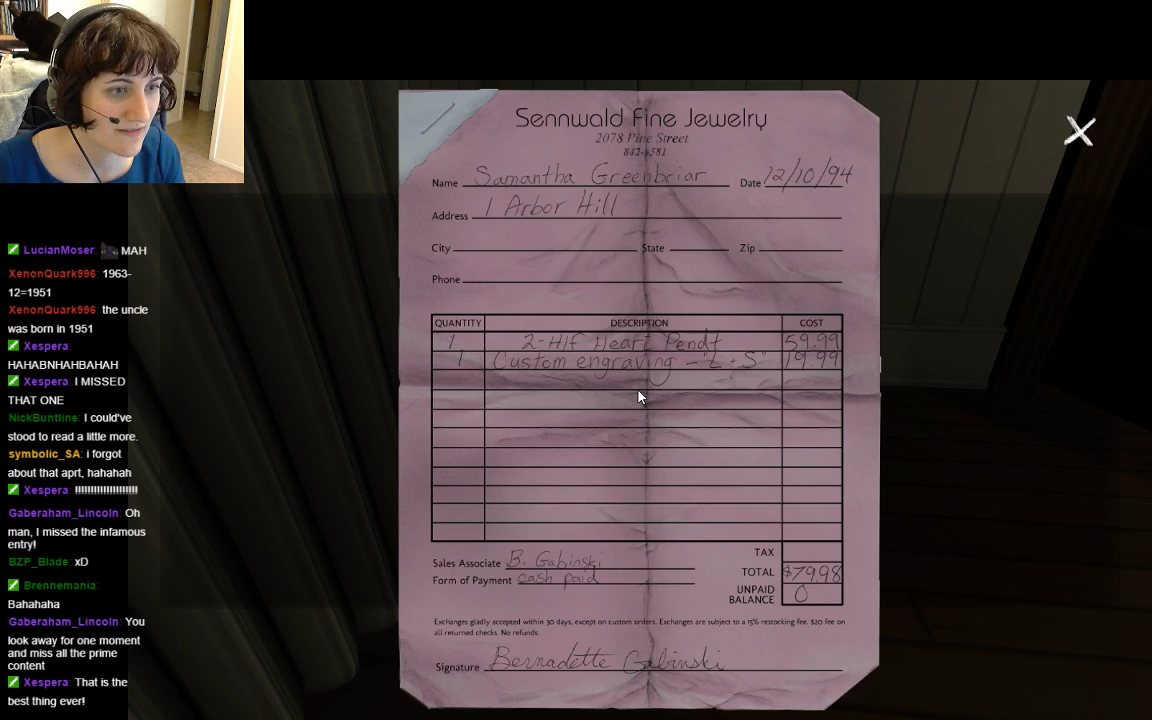 LucianMoser: MAH
XenonQuark996: 1963-
12=1951
XenonQuark996: the uncle
was born in 1951
Xespera:
HAHABNHAHBAHAH
Xespera: I MISSED
THAT ONE
NickBuntline: I could've
stood to read a little more.
symbolic_SA: i forgot
about that aprt, hahahah
Xespera: !!!!!!!!!!!!!!!!!!!!
Gaberaham_Lincoln: Oh
man, I missed the infamous
entry!
BZP_Blade: xD
Brennemania:
Bahahaha
Gaberaham_Lincoln: You
look away for one moment
and miss all the prime
content
Xespera: That is the
best thing ever!
Sennwald Fine Jewelry
2078 Pine Street
842-6581
Name Samantha Greenbriar Date 12/10/94
Address 1 Arbor Hill
City State Zip
Phone
QUANTITY DESCRIPTION COST
1 2-Hlf Heart Pendt 59.99
1 Custom engraving - "L + S" 19.99
TAX
Sales Associate B. Gabinski
TOTAL $79.98
Form of Payment cash paid
UNPAID
BALANCE 0
Exchanges gladly accepted within 30 days, except on custom orders. Exchanges are subject to a 15% restocking fee. $20 fee on
all returned checks. No refunds.
Signature Bernadette Gabinski